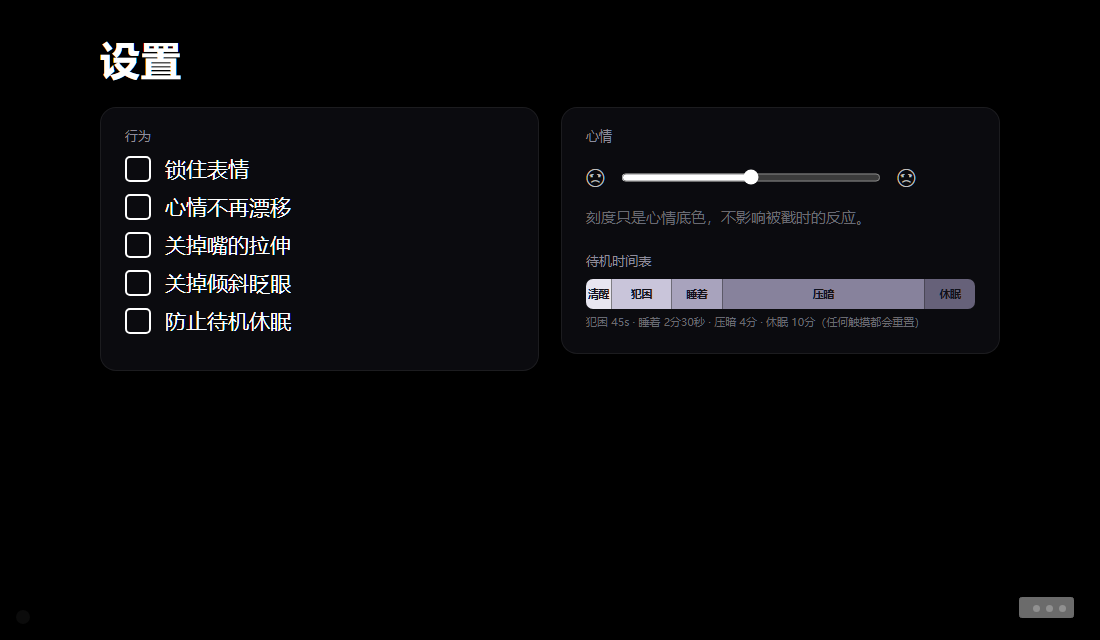 设置
行为
锁住表情
心情不再漂移
关掉嘴的拉伸
关掉倾斜眨眼
防止待机休眠
心情
刻度只是心情底色，不影响被戳时的反应。
待机时间表
清醒 犯困 睡着 压暗 休眠
犯困 45s · 睡着 2分30秒 · 压暗 4分 · 休眠 10分（任何触摸都会重置）